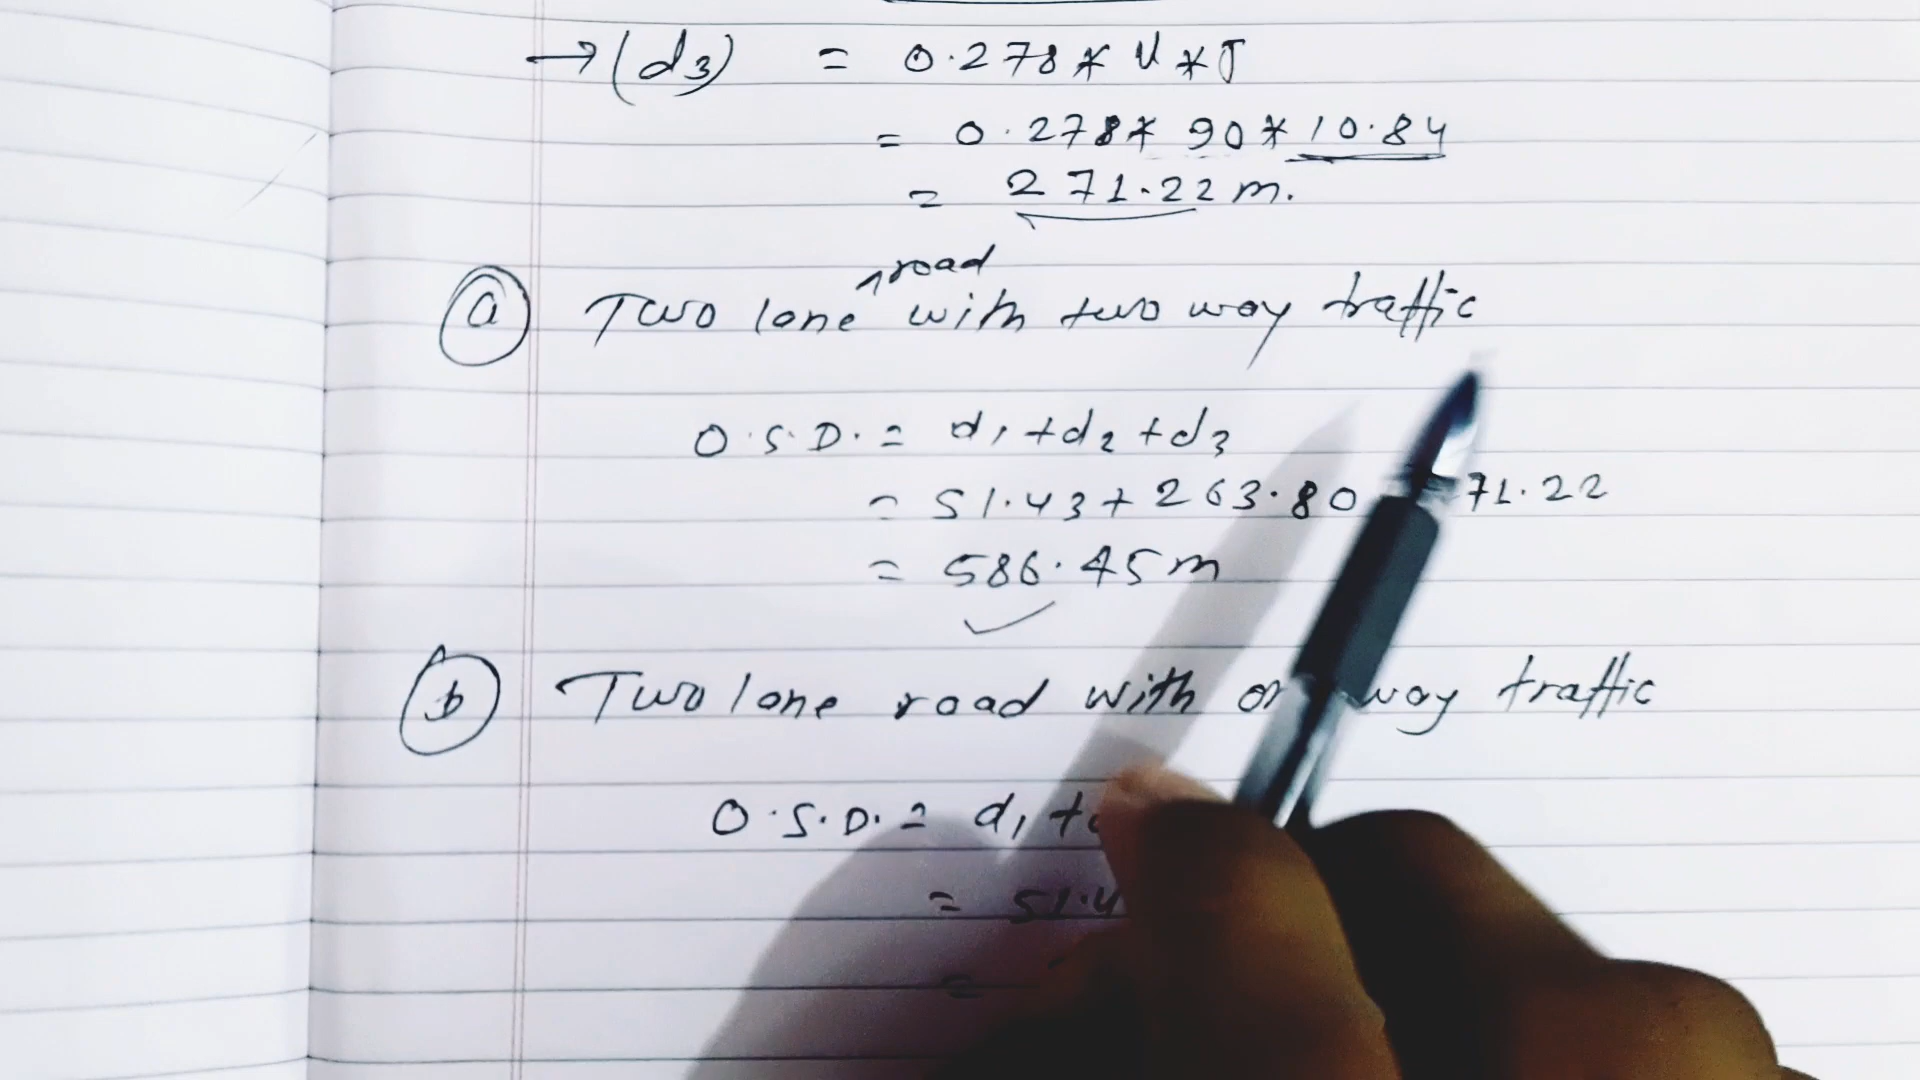 → (d3) = 0.278 * V * T
= 0.278 * 90 * 10.84
= 271.22 m.
(a) Two lane road with two way traffic
O.S.D. = d1 + d2 + d3
= 51.43 + 263.80 71.22
= 586.45 m
(b) Two lane road with way traffic
O.S.D. = d1 +
= 51.4
=